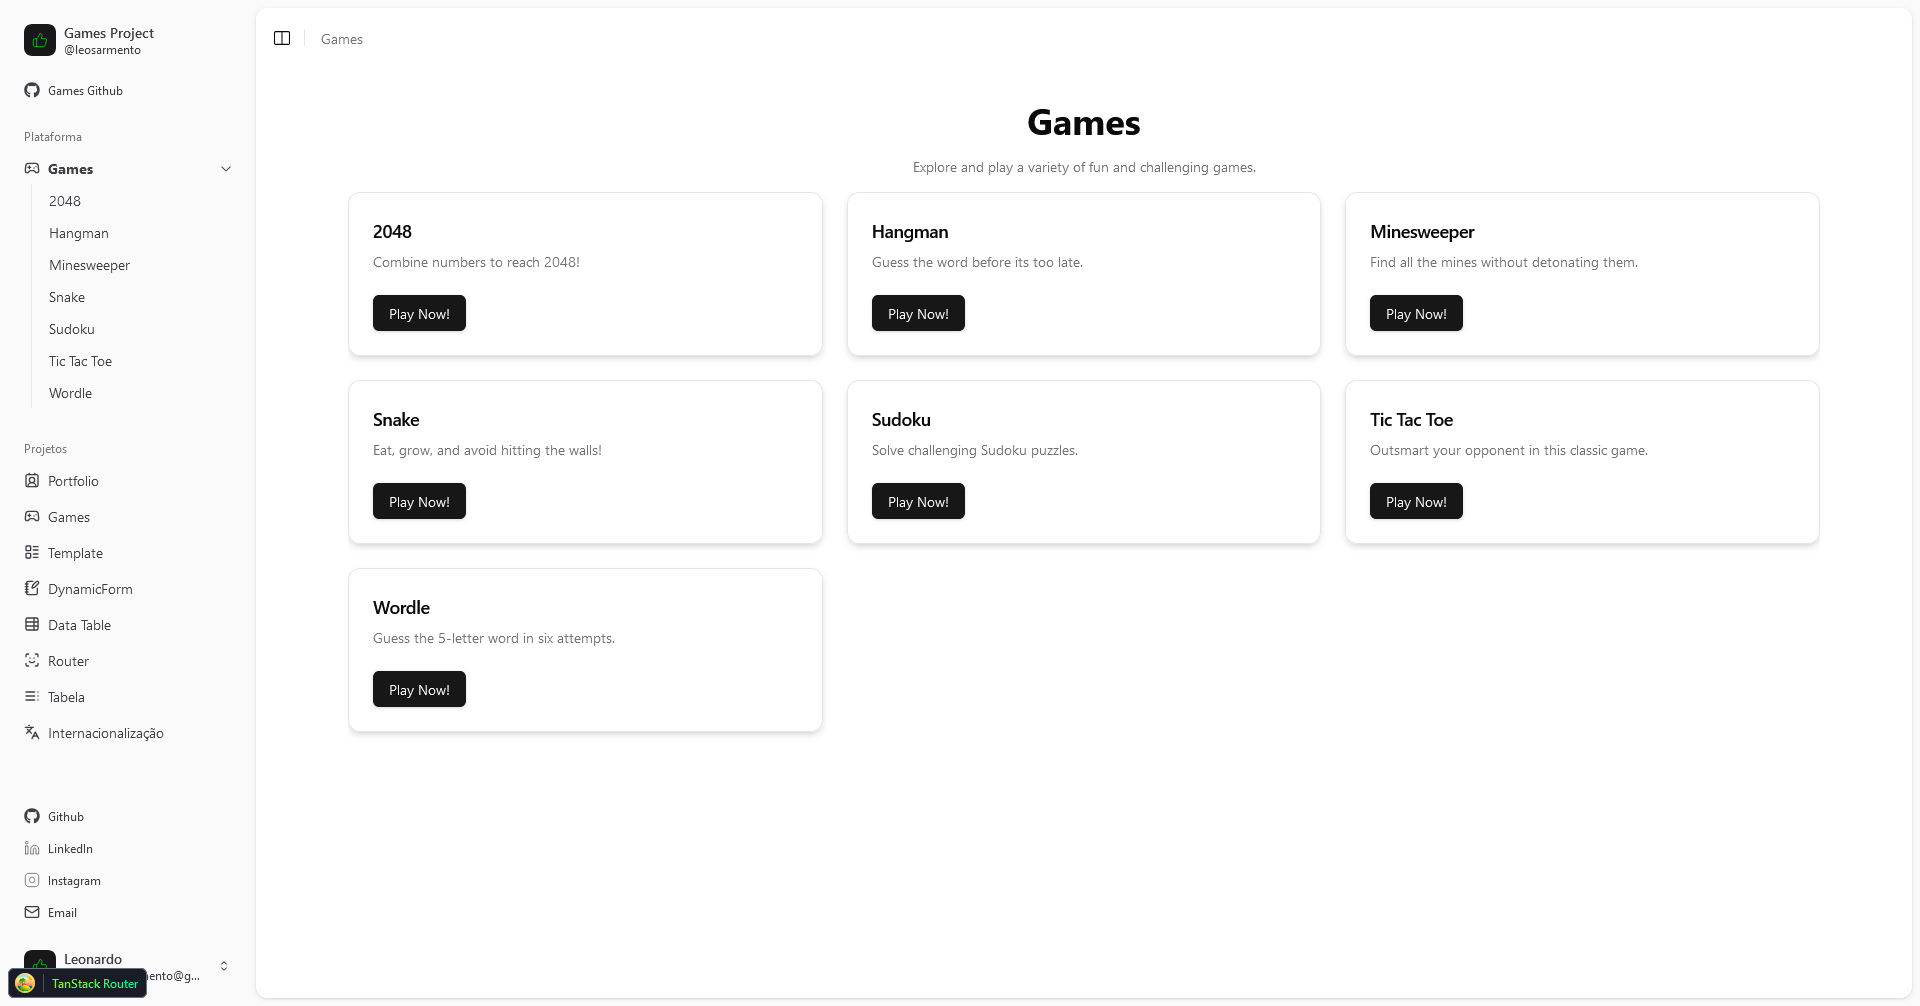 Games Project
@leosarmento
Games Github
Plataforma
Games
2048
Hangman
Minesweeper
Snake
Sudoku
Tic Tac Toe
Wordle
Projetos
Portfolio
Games
Template
DynamicForm
Data Table
Router
Tabela
Internacionalização
Github
LinkedIn
Instagram
Email
Leonardo
TanStack Router
Games
Games
Explore and play a variety of fun and challenging games.
2048
Combine numbers to reach 2048!
Play Now!
Hangman
Guess the word before its too late.
Play Now!
Minesweeper
Find all the mines without detonating them.
Play Now!
Snake
Eat, grow, and avoid hitting the walls!
Play Now!
Sudoku
Solve challenging Sudoku puzzles.
Play Now!
Tic Tac Toe
Outsmart your opponent in this classic game.
Play Now!
Wordle
Guess the 5-letter word in six attempts.
Play Now!